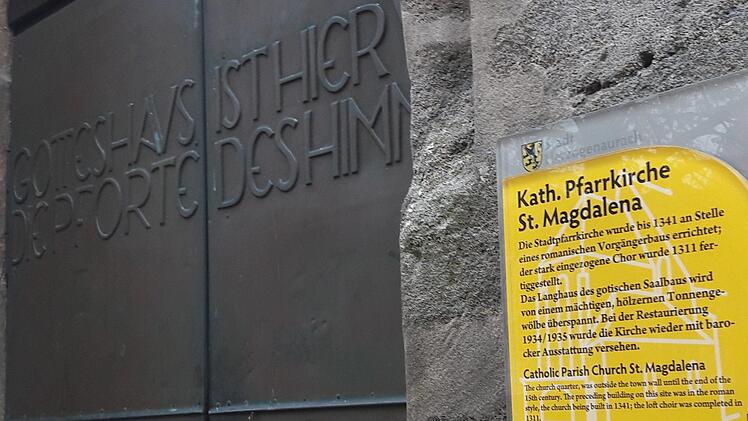 GOTTESHAVS IST HIER
DIE PFORTE DES HIMM
Stadt
Herzogenaurach
Kath. Pfarrkirche
St. Magdalena
Die Stadtpfarrkirche wurde bis 1341 an Stelle
eines romanischen Vorgängerbaus errichtet;
der stark eingezogene Chor wurde 1311 fer-
tiggestellt.
Das Langhaus des gotischen Saalbaus wird
von einem mächtigen, hölzernen Tonnenge-
wölbe überspannt. Bei der Restaurierung
1934/1935 wurde die Kirche wieder mit baro-
cker Ausstattung versehen.
Catholic Parish Church St. Magdalena
The church quarter, was outside the town wall until the end of the
15th century. The preceding building on this site was in the roman
style, the church being built in 1341; the loft choir was completed in
1311.